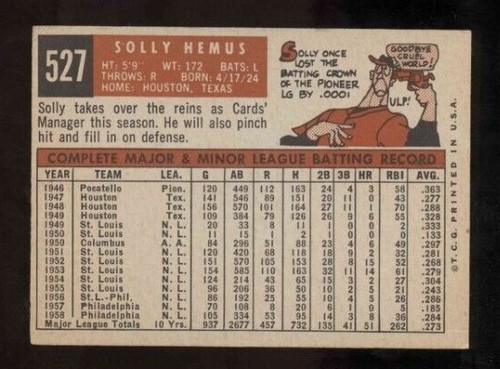 527
SOLLY HEMUS
HT: 5'9" WT: 172 BATS: L
THROWS: R BORN: 4/17/24
HOME: HOUSTON, TEXAS
Solly takes over the reins as Cards'
Manager this season. He will also pinch
hit and fill in on defense.
SOLLY ONCE
LOST THE
BATTING CROWN
OF THE PIONEER
LG BY .0001
GOODBYE
CRUEL
WORLD!
ULP!
COMPLETE MAJOR & MINOR LEAGUE BATTING RECORD
YEAR TEAM LEA. G AB R H 2B 3B HR RBI AVG.
1946 Pocatello Pion. 120 449 112 163 24 4 3 58 .363
1947 Houston Tex. 141 546 89 151 20 10 0 43 .277
1948 Houston Tex. 156 570 164 27 11 1 70 .288
1949 Houston Tex. 109 384 79 126 26 9 1 55 .328
1949 St. Louis N.L. 20 33 8 11 1 0 0 2 .333
1950 St. Louis N.L. 11 15 1 2 1 0 0 0 .133
1950 Columbus A.A. 84 296 51 88 23 4 6 49 .297
1951 St. Louis N.L. 120 420 68 118 18 9 2 32 .281
1952 St. Louis N.L. 151 570 105 153 28 8 15 52 .268
1953 St. Louis N.L. 154 585 110 163 32 11 14 61 .279
1954 St. Louis N.L. 124 214 43 65 15 3 2 27 .304
1955 St. Louis N.L. 96 206 36 50 10 2 5 21 .243
1956 St.L.-Phil. N.L. 10 4 5 26 .286
1957 Philadelphia N.L. 70 108 8 20 6 1 0 5 .185
1958 Philadelphia N.L. 105 334 53 95 14 3 8 36 .284
Major League Totals 10 Yrs. 937 2677 457 135 41 51 262 .273
© T.C.G. PRINTED IN U.S.A.